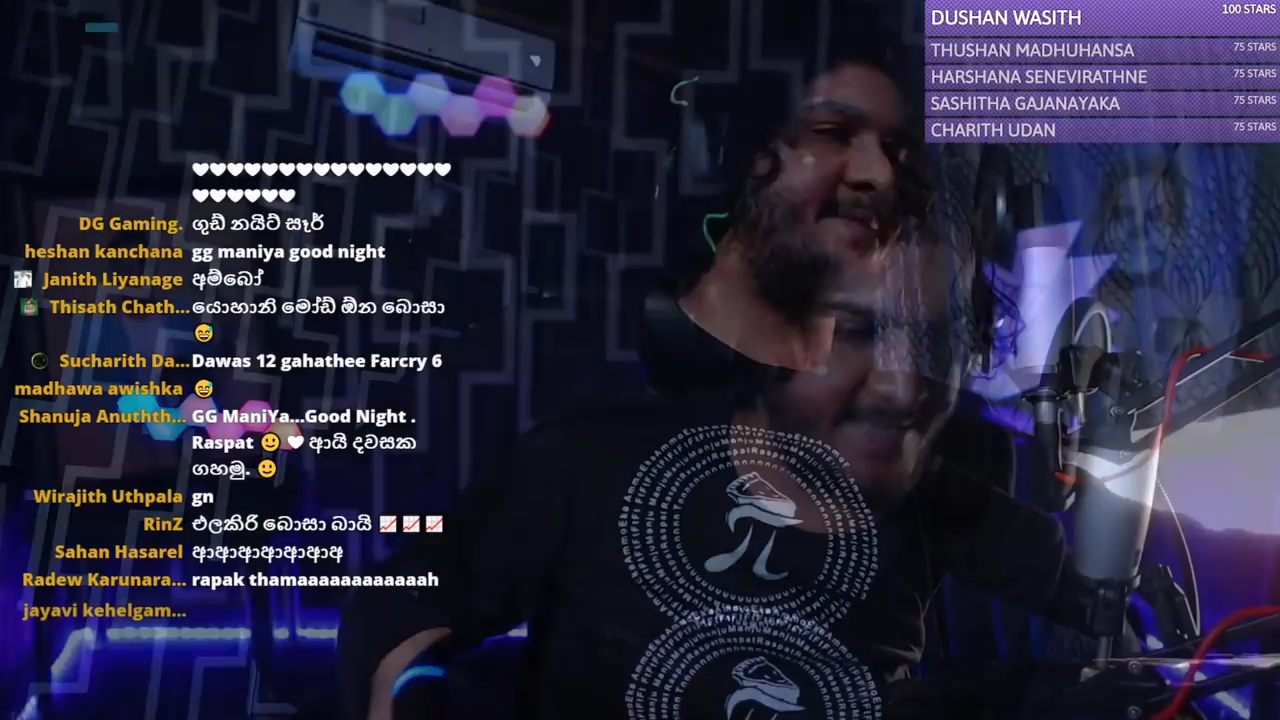 DUSHAN WASITH 100 STARS
THUSHAN MADHUHANSA 75 STARS
HARSHANA SENEVIRATHNE 75 STARS
SASHITHA GAJANAYAKA 75 STARS
CHARITH UDAN 75 STARS
DG Gaming. ගුඩ් නයිට් සෑර්
heshan kanchana gg maniya good night
Janith Liyanage අම්බෝ
Thisath Chath... යොහානි මෝඩ් ඕන බොසා
😅
Sucharith Da... Dawas 12 gahathee Farcry 6
madhawa awishka 😅
Shanuja Anuthth... GG ManiYa...Good Night .
Raspat 🙂 🤍 ආයි දවසක
ගහමු. 🙂
Wirajith Uthpala gn
RinZ එලකිරි බොසා බායි 📈 📈 📈
Sahan Hasarel ආආආආආආආඅ
Radew Karunara... rapak thamaaaaaaaaaaaah
jayavi kehelgam...